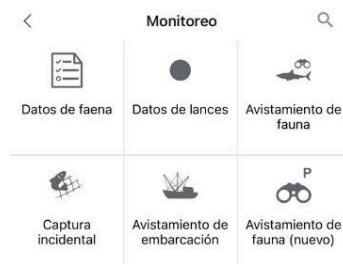 Monitoreo
Datos de faena
Datos de lances
Avistamiento de
fauna
P
Captura
incidental
Avistamiento de
embarcación
Avistamiento de
fauna (nuevo)